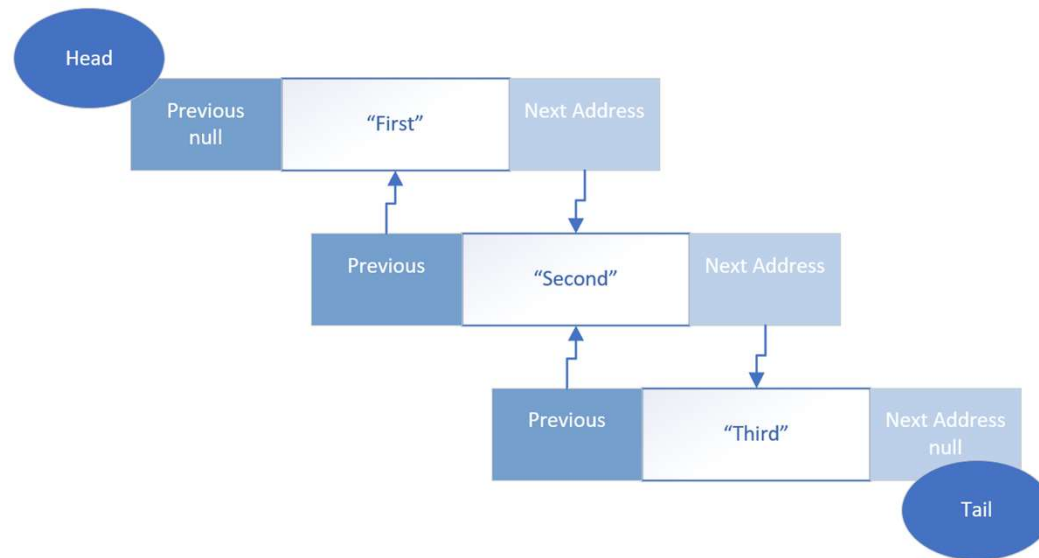 Head
Previous
null
“First”
Next Address
Previous
“Second”
Next Address
Previous
“Third”
Next Address
null
Tail